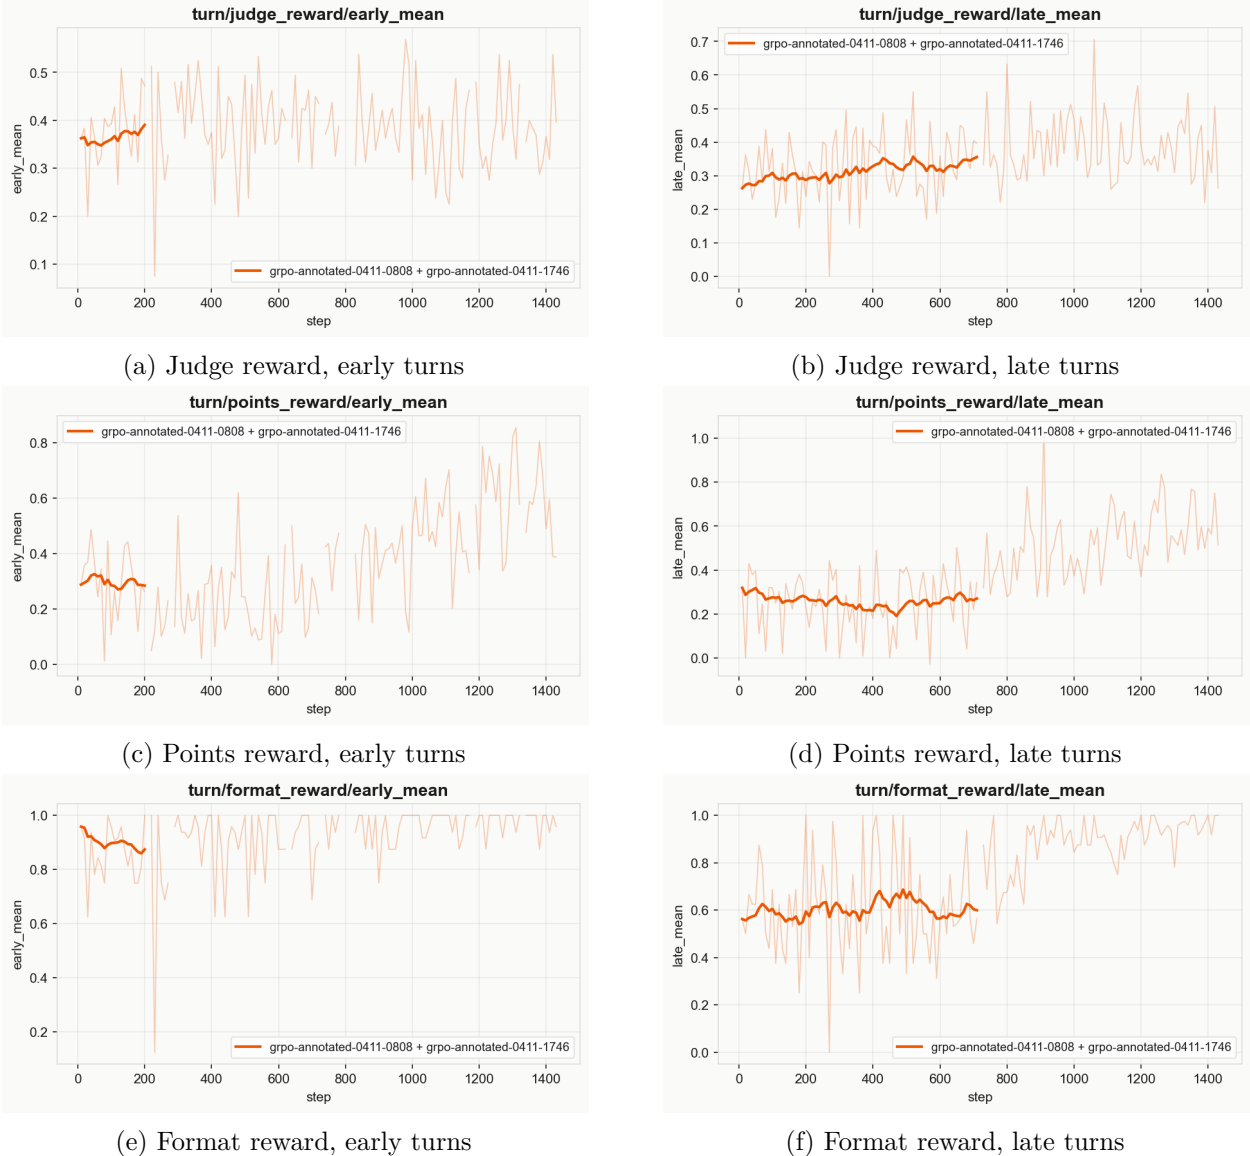 turn/judge_reward/early_mean
early_mean
0.5
0.4
0.3
0.2
0.1
grpo-annotated-0411-0808 + grpo-annotated-0411-1746
0 200 400 600 800 1000 1200 1400
step
(a) Judge reward, early turns
turn/judge_reward/late_mean
late_mean
0.7
0.6
0.5
0.4
0.3
0.2
0.1
0.0
grpo-annotated-0411-0808 + grpo-annotated-0411-1746
0 200 400 600 800 1000 1200 1400
step
(b) Judge reward, late turns
turn/points_reward/early_mean
early_mean
0.8
0.6
0.4
0.2
0.0
grpo-annotated-0411-0808 + grpo-annotated-0411-1746
0 200 400 600 800 1000 1200 1400
step
(c) Points reward, early turns
turn/points_reward/late_mean
late_mean
1.0
0.8
0.6
0.4
0.2
0.0
grpo-annotated-0411-0808 + grpo-annotated-0411-1746
0 200 400 600 800 1000 1200 1400
step
(d) Points reward, late turns
turn/format_reward/early_mean
early_mean
1.0
0.8
0.6
0.4
0.2
grpo-annotated-0411-0808 + grpo-annotated-0411-1746
0 200 400 600 800 1000 1200 1400
step
(e) Format reward, early turns
turn/format_reward/late_mean
late_mean
1.0
0.8
0.6
0.4
0.2
0.0
grpo-annotated-0411-0808 + grpo-annotated-0411-1746
0 200 400 600 800 1000 1200 1400
step
(f) Format reward, late turns